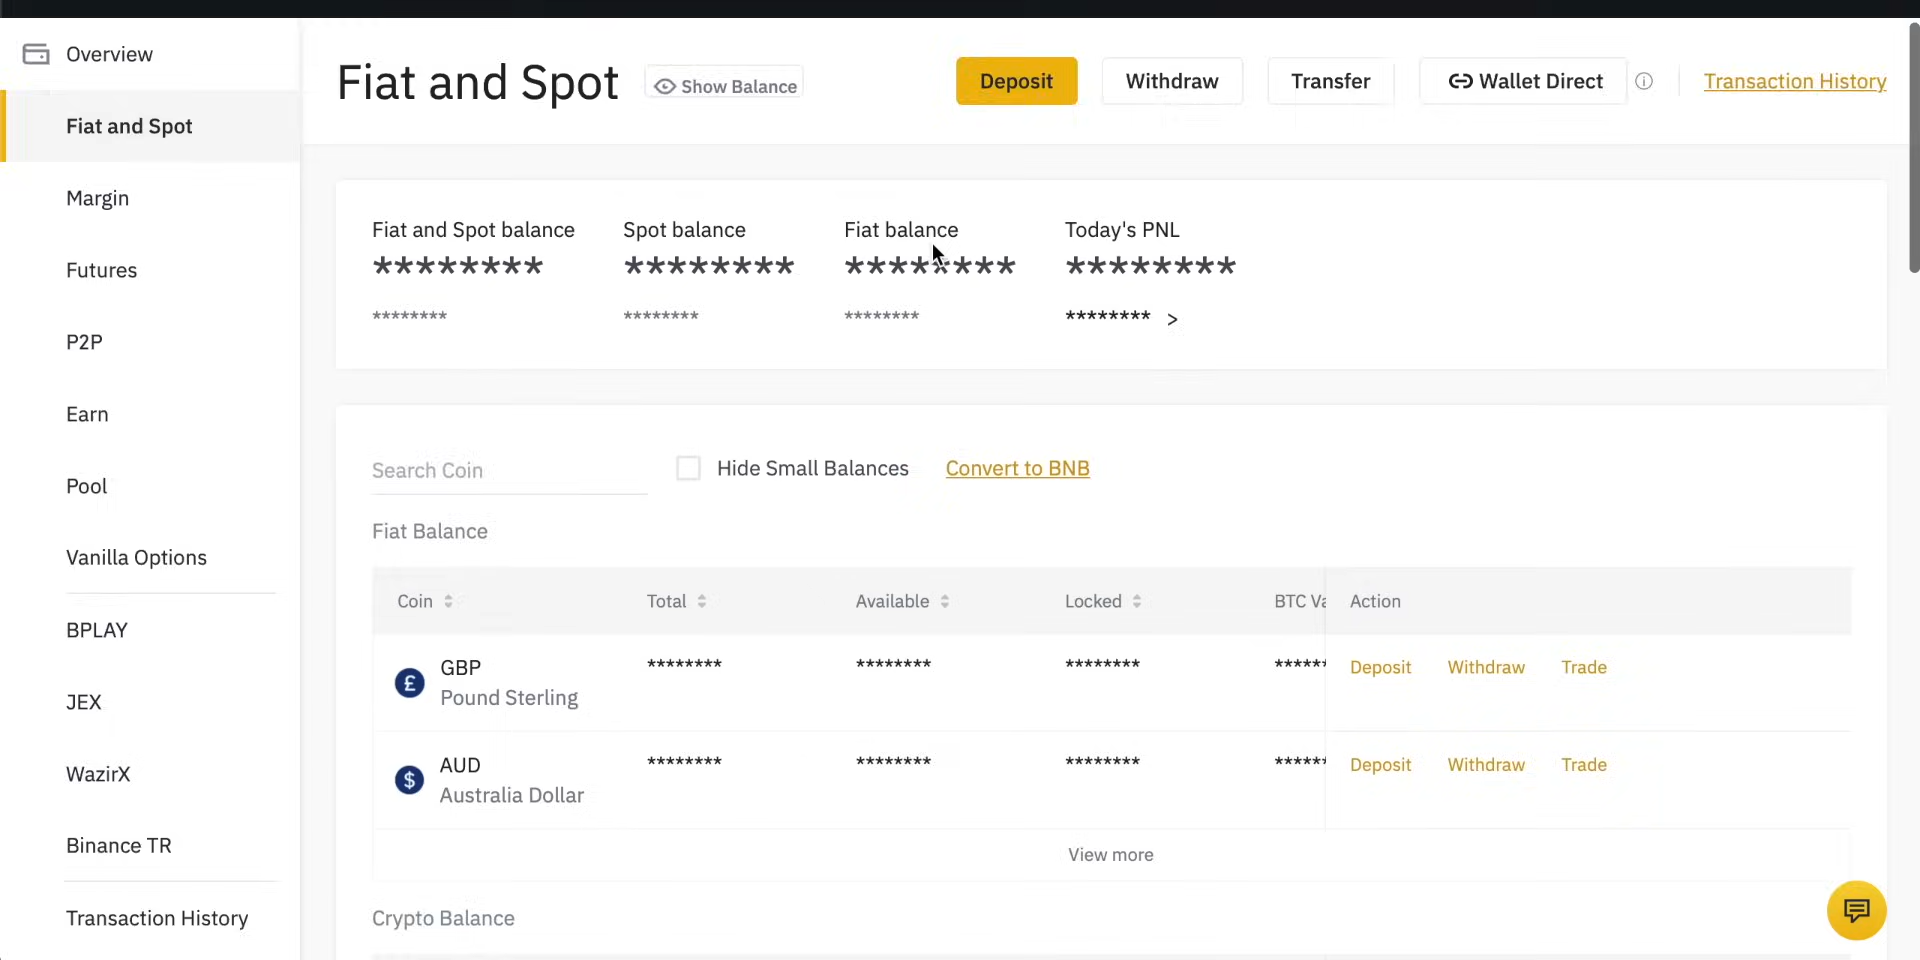 Overview
Fiat and Spot
Margin
Futures
P2P
Earn
Pool
Vanilla Options
BPLAY
JEX
WazirX
Binance TR
Transaction History
Fiat and Spot Show Balance Deposit Withdraw Transfer Wallet Direct Transaction History
Fiat and Spot balance Spot balance Fiat balance Today's PNL
******** ******** ******** ********
******** ******** ******** ******** >
Search Coin Hide Small Balances Convert to BNB
Fiat Balance
Coin Total Available Locked BTC Va Action
GBP ******** ******** ******** ****** Deposit Withdraw Trade
Pound Sterling
AUD ******** ******** ******** ****** Deposit Withdraw Trade
Australia Dollar
View more
Crypto Balance